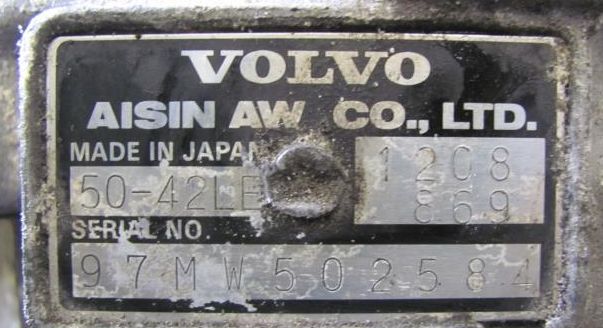 VOLVO
AISIN AW CO., LTD.
MADE IN JAPAN 1208
50-42LE 869
SERIAL NO.
97MW502584